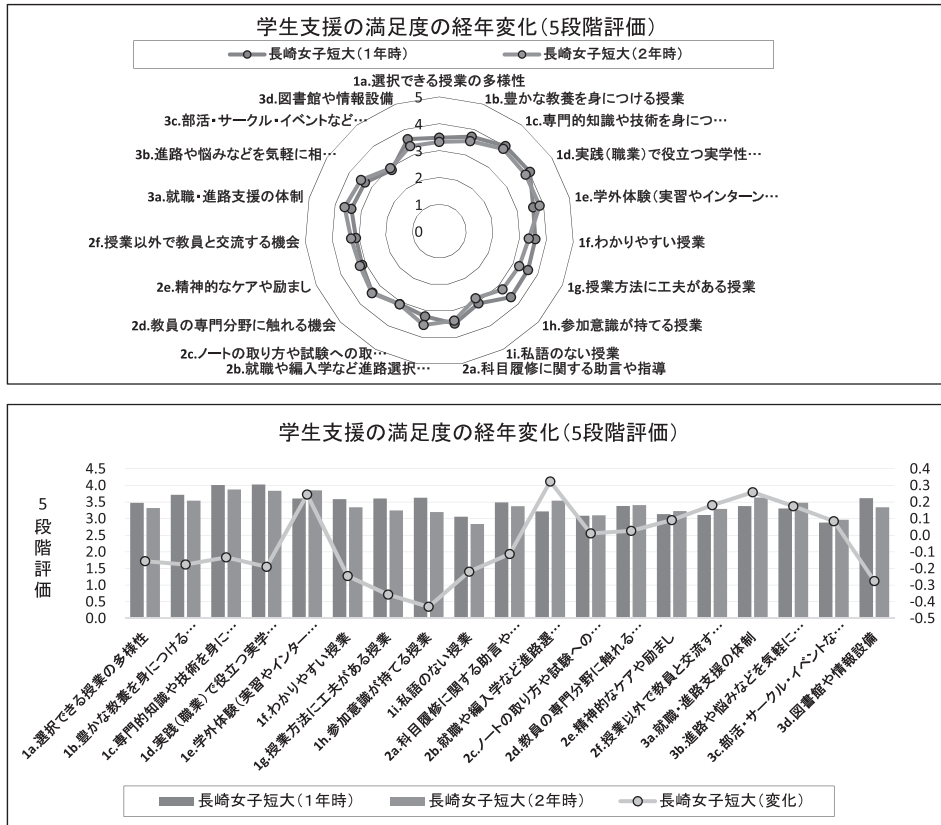 学生支援の満足度の経年変化(5段階評価)
長崎女子短大(1年時) 長崎女子短大(2年時)
1a.選択できる授業の多様性
1b.豊かな教養を身につける授業
1c.専門的知識や技術を身につ…
1d.実践(職業)で役立つ実学性…
1e.学外体験(実習やインターン…
1f.わかりやすい授業
1g.授業方法に工夫がある授業
1h.参加意識が持てる授業
1i.私語のない授業
2a.科目履修に関する助言や指導
2b.就職や編入学など進路選択…
2c.ノートの取り方や試験への取…
2d.教員の専門分野に触れる機会
2e.精神的なケアや励まし
2f.授業以外で教員と交流する機会
3a.就職・進路支援の体制
3b.進路や悩みなどを気軽に相…
3c.部活・サークル・イベントなど…
3d.図書館や情報設備
5
4
3
2
1
0
学生支援の満足度の経年変化(5段階評価)
5段階評価
4.5
4.0
3.5
3.0
2.5
2.0
1.5
1.0
0.5
0.0
0.4
0.3
0.2
0.1
0.0
-0.1
-0.2
-0.3
-0.4
-0.5
1a.選択できる授業の多様性
1b.豊かな教養を身につける…
1c.専門的知識や技術を身に…
1d.実践(職業)で役立つ実学…
1e.学外体験(実習やインター…
1f.わかりやすい授業
1g.授業方法に工夫がある授業
1h.参加意識が持てる授業
1i.私語のない授業
2a.科目履修に関する助言や…
2b.就職や編入学など進路選…
2c.ノートの取り方や試験への…
2d.教員の専門分野に触れる…
2e.精神的なケアや励まし
2f.授業以外で教員と交流す…
3a.就職・進路支援の体制
3b.進路や悩みなどを気軽に…
3c.部活・サークル・イベントな…
3d.図書館や情報設備
長崎女子短大(1年時) 長崎女子短大(2年時) 長崎女子短大(変化)